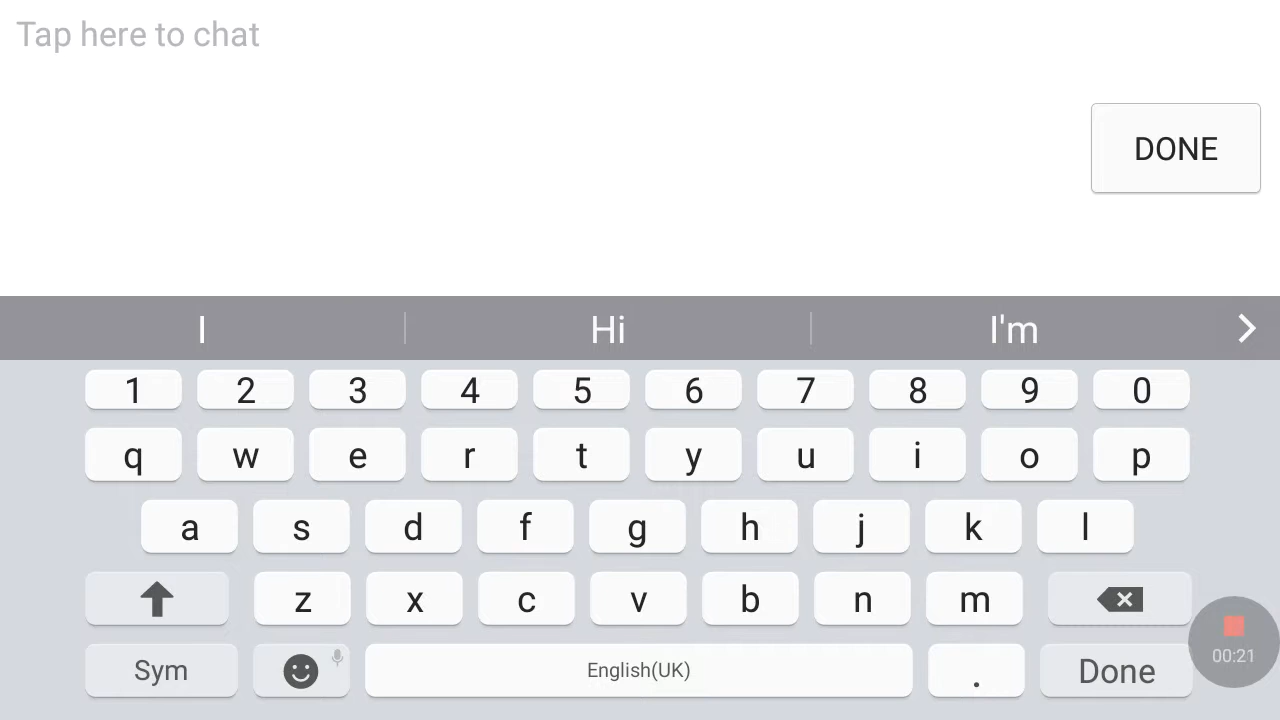 Tap here to chat
DONE
I Hi I'm
1 2 3 4 5 6 7 8 9 0
q w e r t y u i o p
a s d f g h j k l
z x c v b n m
Sym English(UK) . Done
00:21